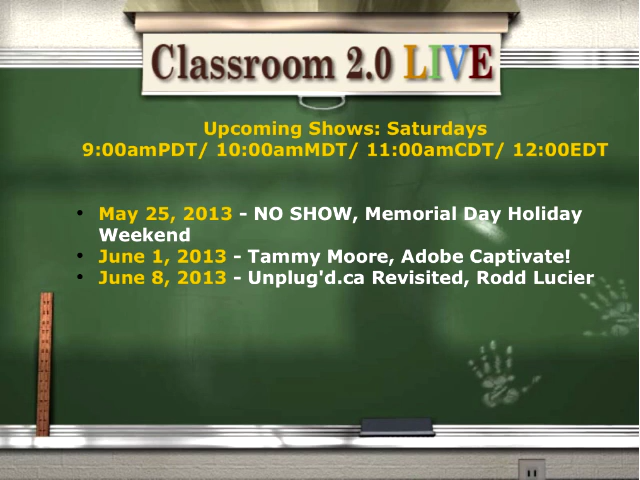 Classroom 2.0 LIVE
Upcoming Shows: Saturdays
9:00amPDT/ 10:00amMDT/ 11:00amCDT/ 12:00EDT
• May 25, 2013 - NO SHOW, Memorial Day Holiday
Weekend
• June 1, 2013 - Tammy Moore, Adobe Captivate!
• June 8, 2013 - Unplug'd.ca Revisited, Rodd Lucier